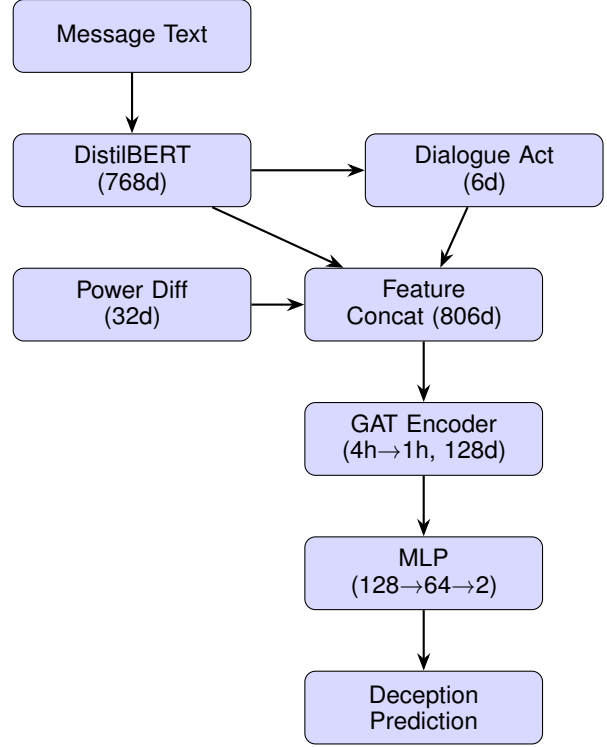 Message Text
DistilBERT
(768d)
Dialogue Act
(6d)
Power Diff
(32d)
Feature
Concat (806d)
GAT Encoder
(4h→1h, 128d)
MLP
(128→64→2)
Deception
Prediction